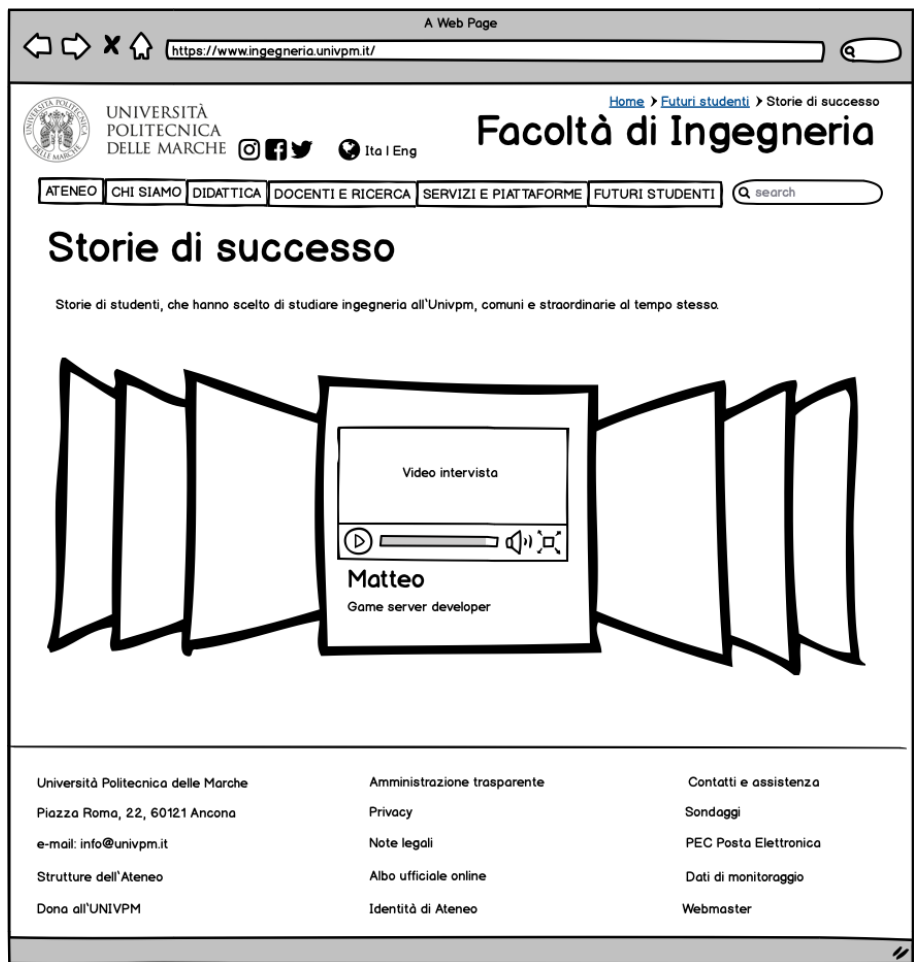 A Web Page
https://www.ingegneria.univpm.it/
Home > Futuri studenti > Storie di successo
UNIVERSITÀ
POLITECNICA
DELLE MARCHE
Ita | Eng
Facoltà di Ingegneria
ATENEO CHI SIAMO DIDATTICA DOCENTI E RICERCA SERVIZI E PIATTAFORME FUTURI STUDENTI search
Storie di successo
Storie di studenti, che hanno scelto di studiare ingegneria all'Univpm, comuni e straordinarie al tempo stesso.
Video intervista
Matteo
Game server developer
Università Politecnica delle Marche
Piazza Roma, 22, 60121 Ancona
e-mail: info@univpm.it
Strutture dell'Ateneo
Dona all'UNIVPM
Amministrazione trasparente
Privacy
Note legali
Albo ufficiale online
Identità di Ateneo
Contatti e assistenza
Sondaggi
PEC Posta Elettronica
Dati di monitoraggio
Webmaster